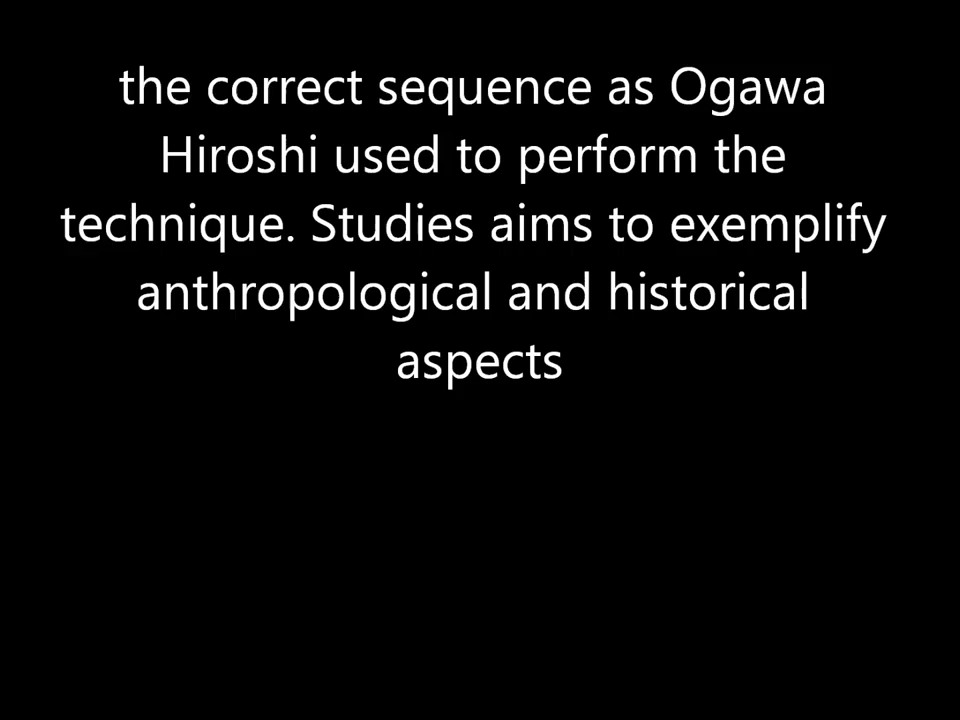 the correct sequence as Ogawa
Hiroshi used to perform the
technique. Studies aims to exemplify
anthropological and historical
aspects